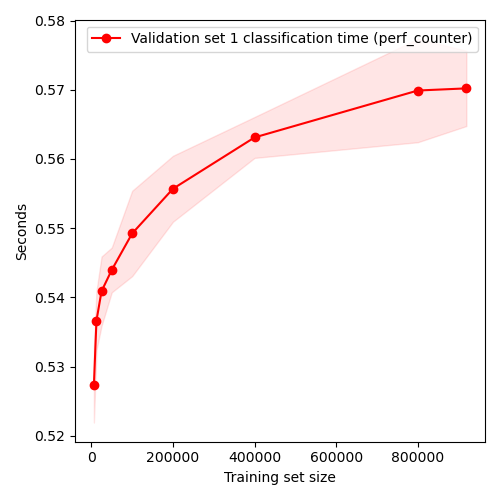 0.58
Validation set 1 classification time (perf_counter)
0.57
0.56
0.55
0.54
0.53
0.52
Seconds
0 200000 400000 600000 800000
Training set size